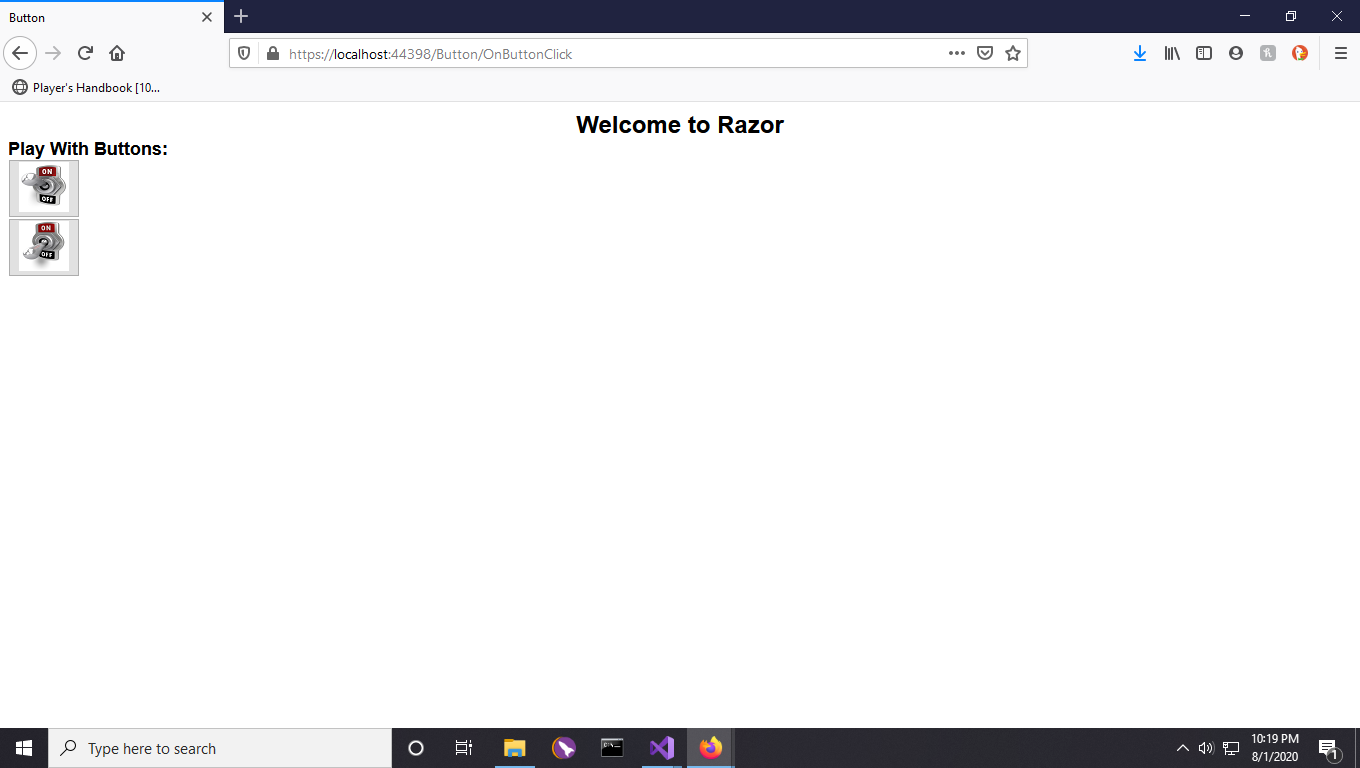 Button
https://localhost:44398/Button/OnButtonClick
Player's Handbook [10...
Welcome to Razor
Play With Buttons:
ON
OFF
ON
OFF
Type here to search
10:19 PM
8/1/2020
1